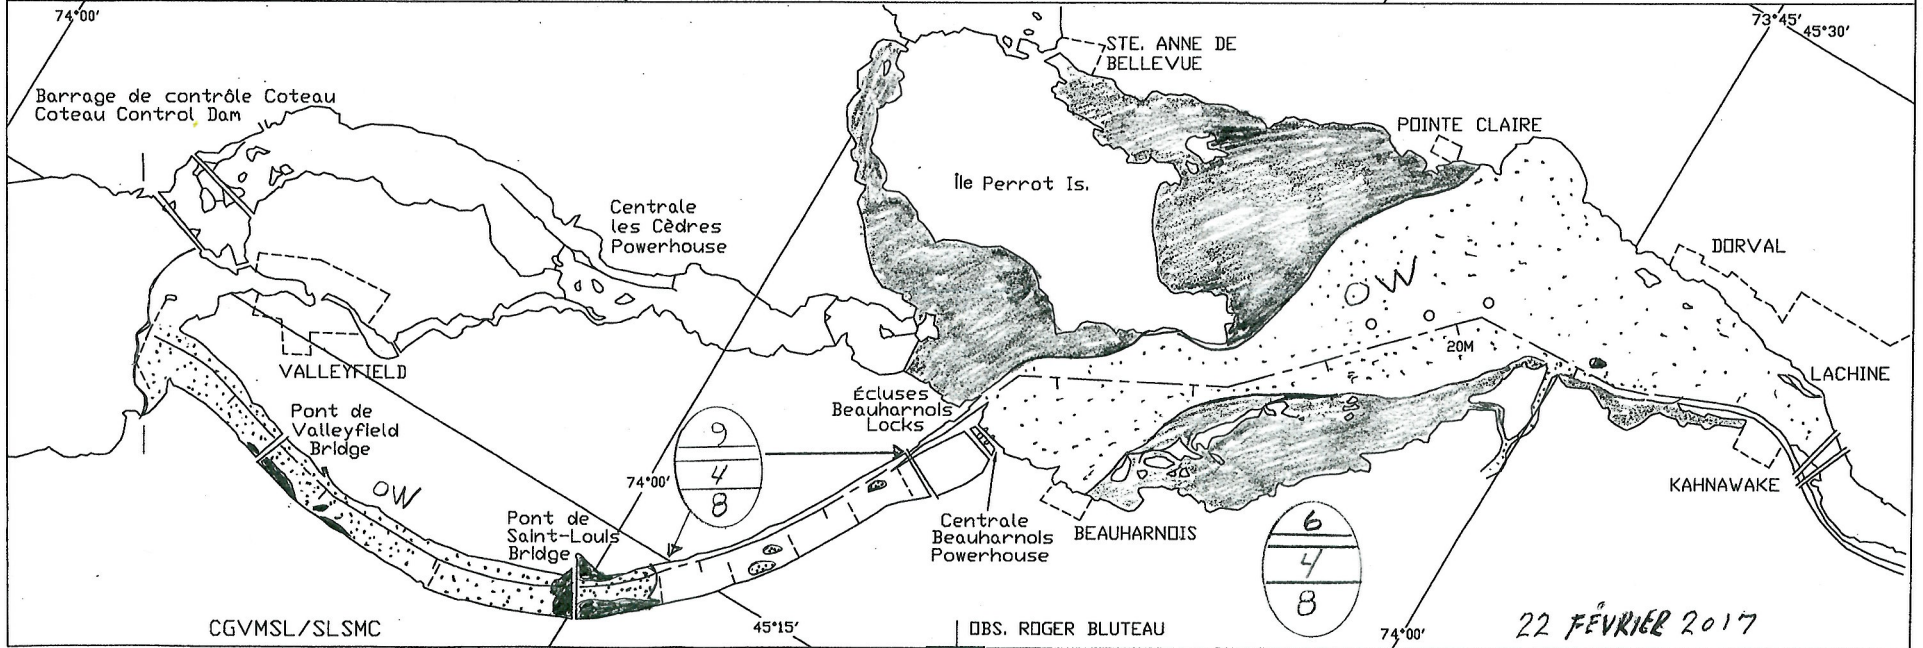 74°00′
73°45′
45°30′
STE. ANNE DE
BELLEVUE
Barrage de contrôle Coteau
Coteau Control Dam
POINTE CLAIRE
Île Perrot Is.
Centrale
les Cèdres
Powerhouse
DORVAL
OW
20M
VALLEYFIELD
LACHINE
Écluses
Beauharnois
Locks
Pont de
Valleyfield
Bridge
9
4
8
74°00′
OW
KAHNAWAKE
Pont de
Saint-Louis
Bridge
Centrale
Beauharnois
Powerhouse
BEAUHARNOIS
6
4
8
CGVMSL/SLSMC
45°15′
OBS. ROGER BLUTEAU
74°00′
22 FÉVRIER 2017